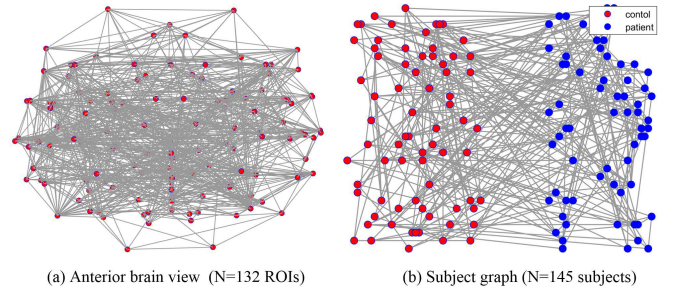 contol
patient
(a) Anterior brain view (N=132 ROIs)
(b) Subject graph (N=145 subjects)